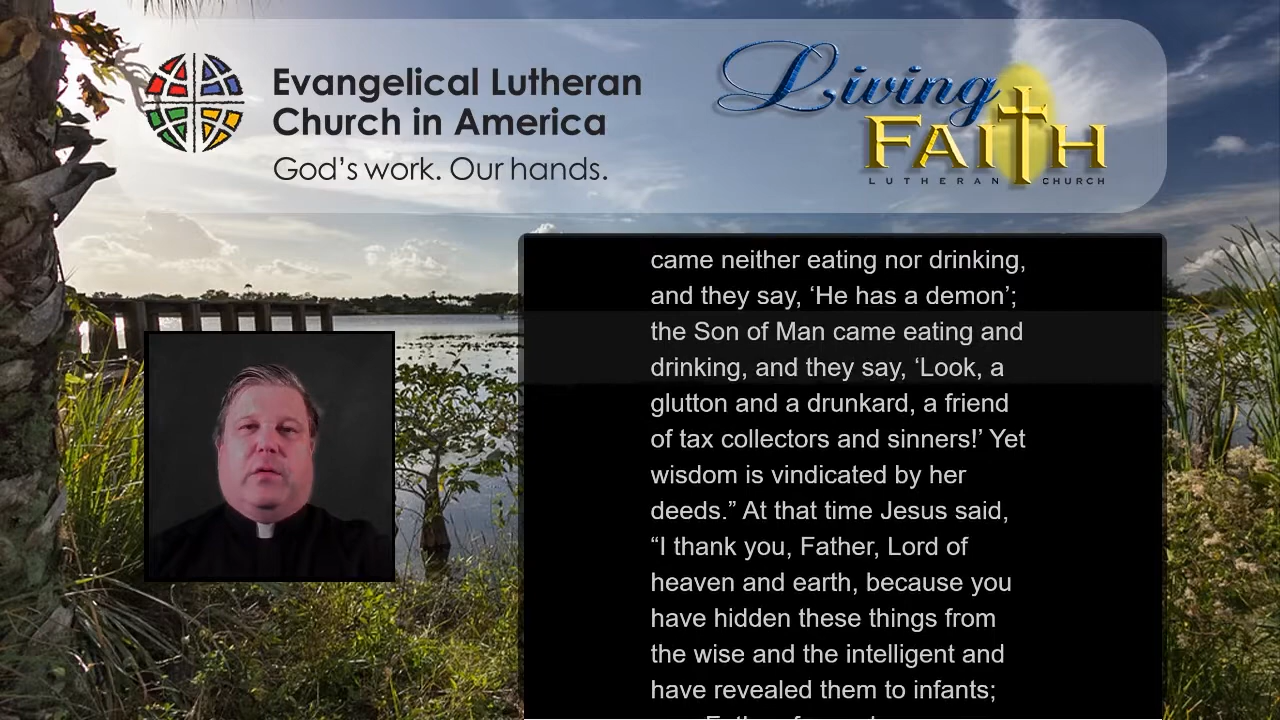 Evangelical Lutheran
Church in America
God's work. Our hands.
Living
FAITH
LUTHERAN CHURCH
came neither eating nor drinking,
and they say, ‘He has a demon’;
the Son of Man came eating and
drinking, and they say, ‘Look, a
glutton and a drunkard, a friend
of tax collectors and sinners!’ Yet
wisdom is vindicated by her
deeds.” At that time Jesus said,
“I thank you, Father, Lord of
heaven and earth, because you
have hidden these things from
the wise and the intelligent and
have revealed them to infants;